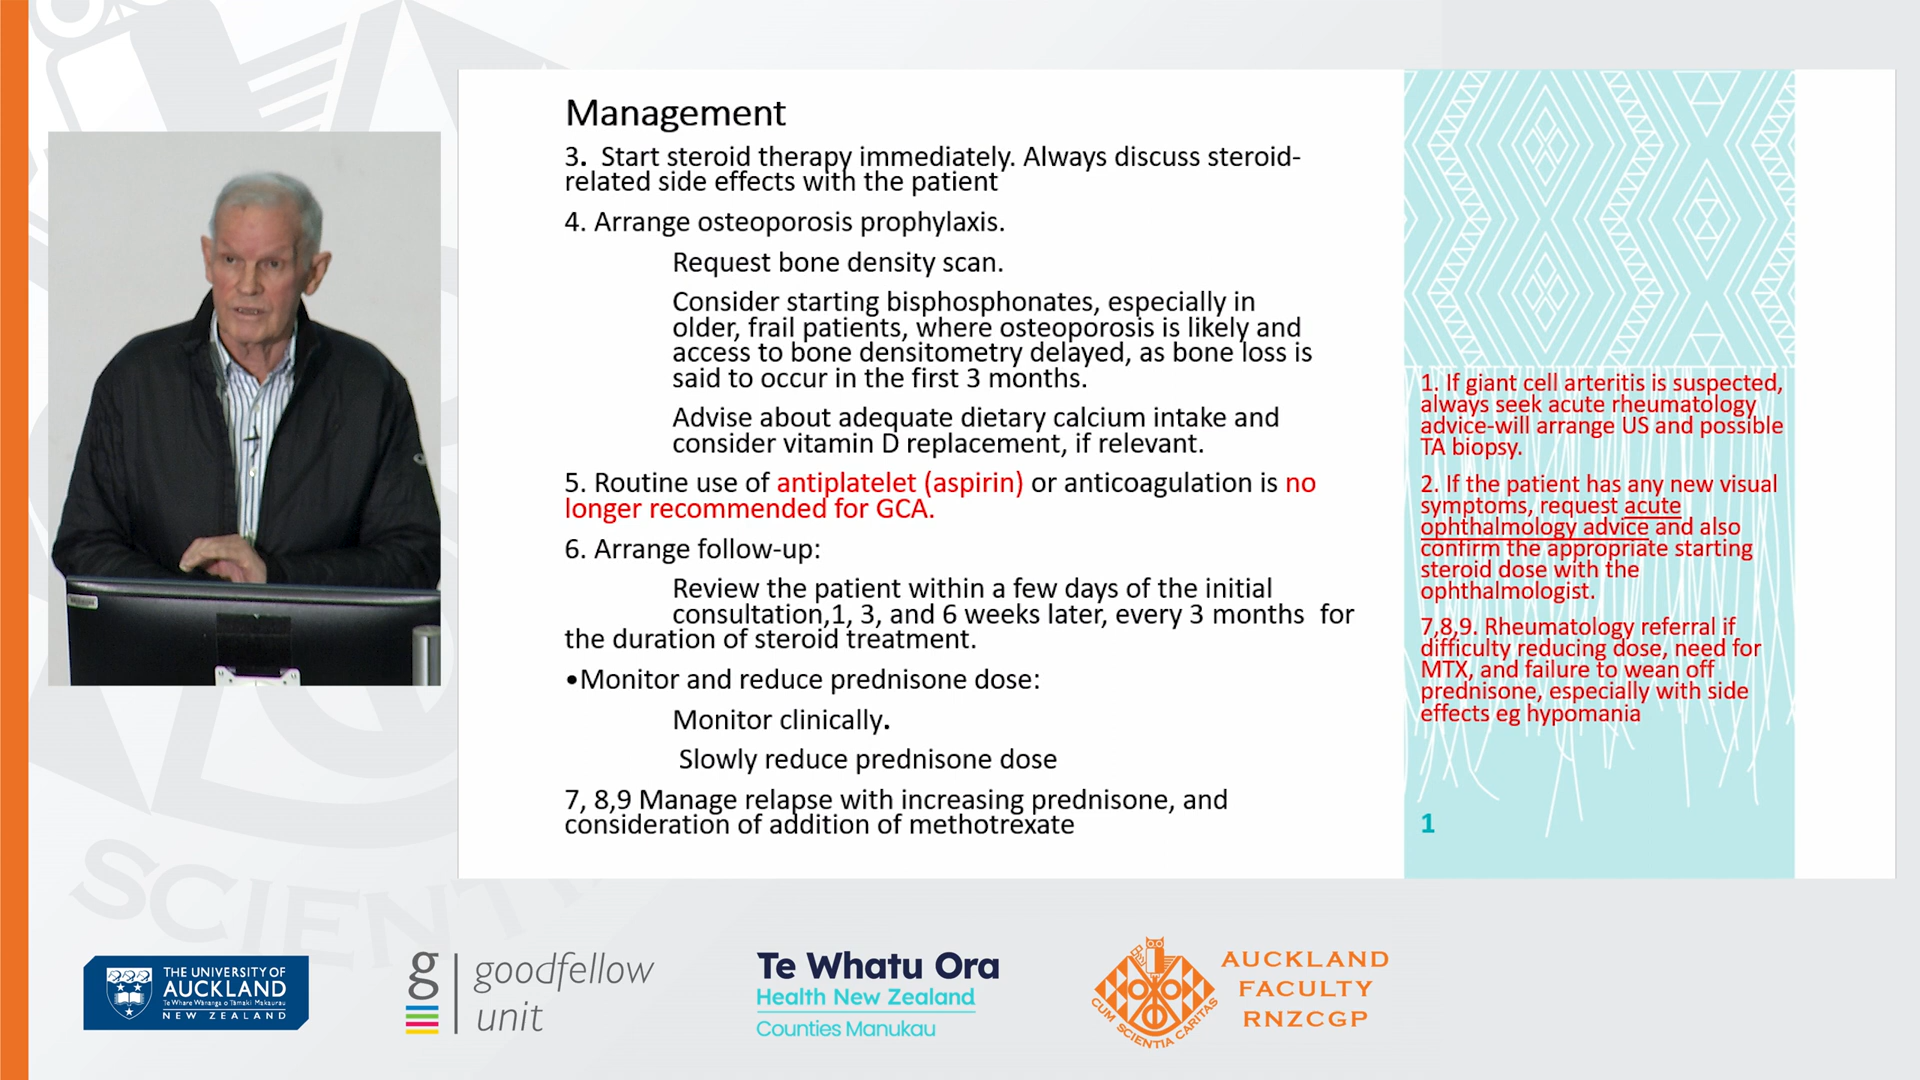 Management
3.  Start steroid therapy immediately. Always discuss steroid-
related side effects with the patient
4. Arrange osteoporosis prophylaxis.
Request bone density scan.
Consider starting bisphosphonates, especially in
older, frail patients, where osteoporosis is likely and
access to bone densitometry delayed, as bone loss is
said to occur in the first 3 months.
Advise about adequate dietary calcium intake and
consider vitamin D replacement, if relevant.
5. Routine use of antiplatelet (aspirin) or anticoagulation is no
longer recommended for GCA.
6. Arrange follow-up:
Review the patient within a few days of the initial
consultation,1, 3, and 6 weeks later, every 3 months  for
the duration of steroid treatment.
•Monitor and reduce prednisone dose:
Monitor clinically.
Slowly reduce prednisone dose
7, 8,9 Manage relapse with increasing prednisone, and
consideration of addition of methotrexate
1. If giant cell arteritis is suspected,
always seek acute rheumatology
advice-will arrange US and possible
TA biopsy.
2. If the patient has any new visual
symptoms, request acute
ophthalmology advice and also
confirm the appropriate starting
steroid dose with the
ophthalmologist.
7,8,9. Rheumatology referral if
difficulty reducing dose, need for
MTX, and failure to wean off
prednisone, especially with side
effects eg hypomania
1
SCIENTI
THE UNIVERSITY OF
AUCKLAND
Te Whare Wānanga o Tāmaki Makaurau
NEW ZEALAND
g
goodfellow
unit
Te Whatu Ora
Health New Zealand
Counties Manukau
CUM SCIENTIA CARITAS
AUCKLAND
FACULTY
RNZCGP